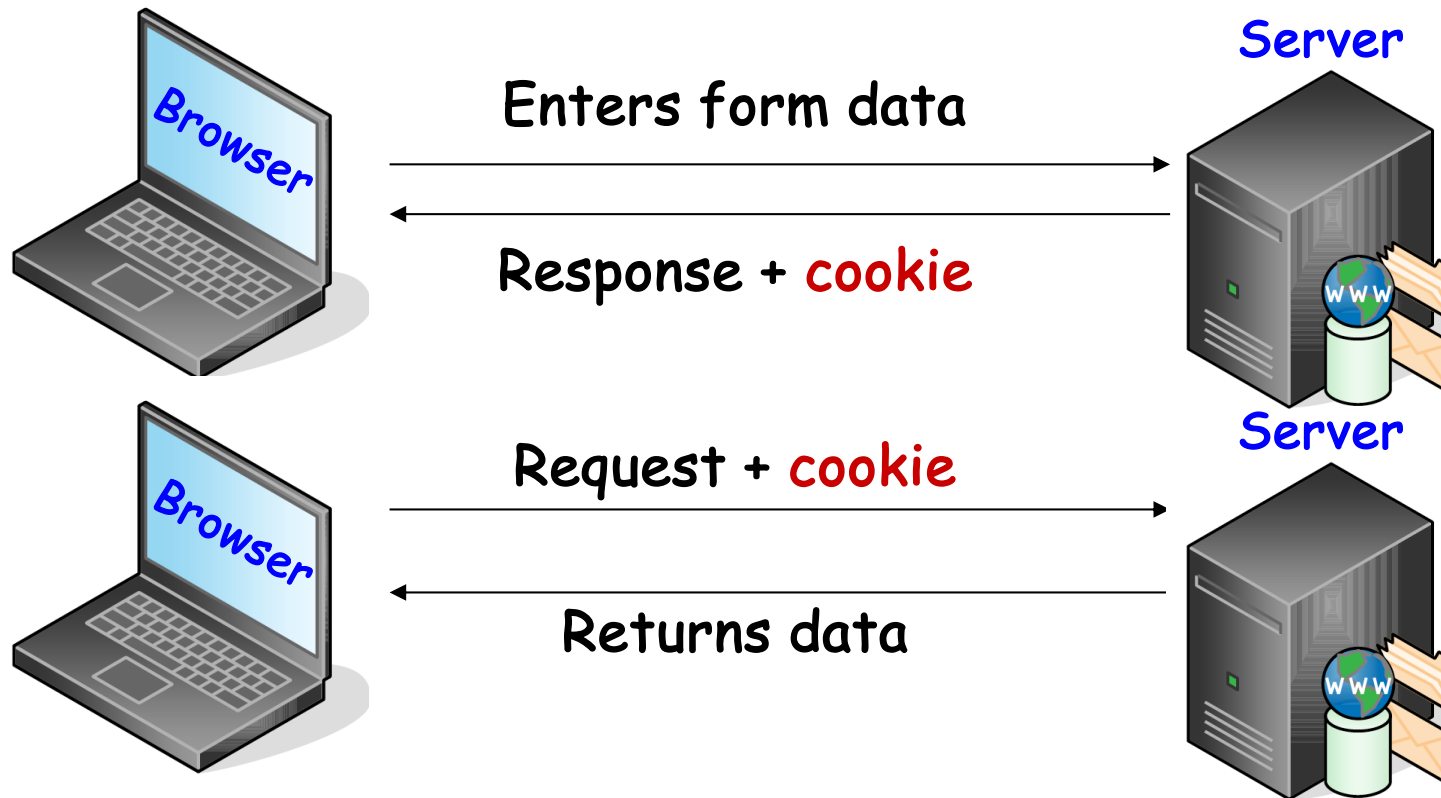 Server
Browser
Enters form data
Response + cookie
WWW
Server
Browser
Request + cookie
Returns data
WWW